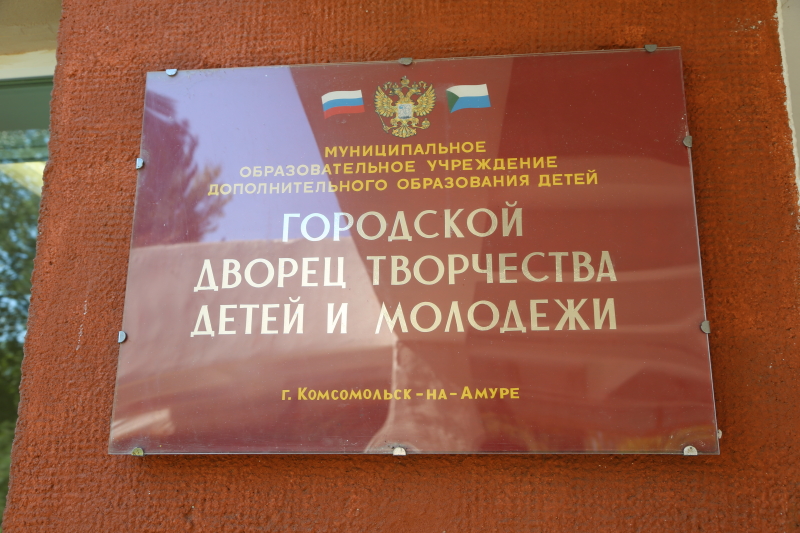 МУНИЦИПАЛЬНОЕ
ОБРАЗОВАТЕЛЬНОЕ УЧРЕЖДЕНИЕ
ДОПОЛНИТЕЛЬНОГО ОБРАЗОВАНИЯ ДЕТЕЙ
ГОРОДСКОЙ
ДВОРЕЦ ТВОРЧЕСТВА
ДЕТЕЙ И МОЛОДЕЖИ
г. Комсомольск-на-Амуре